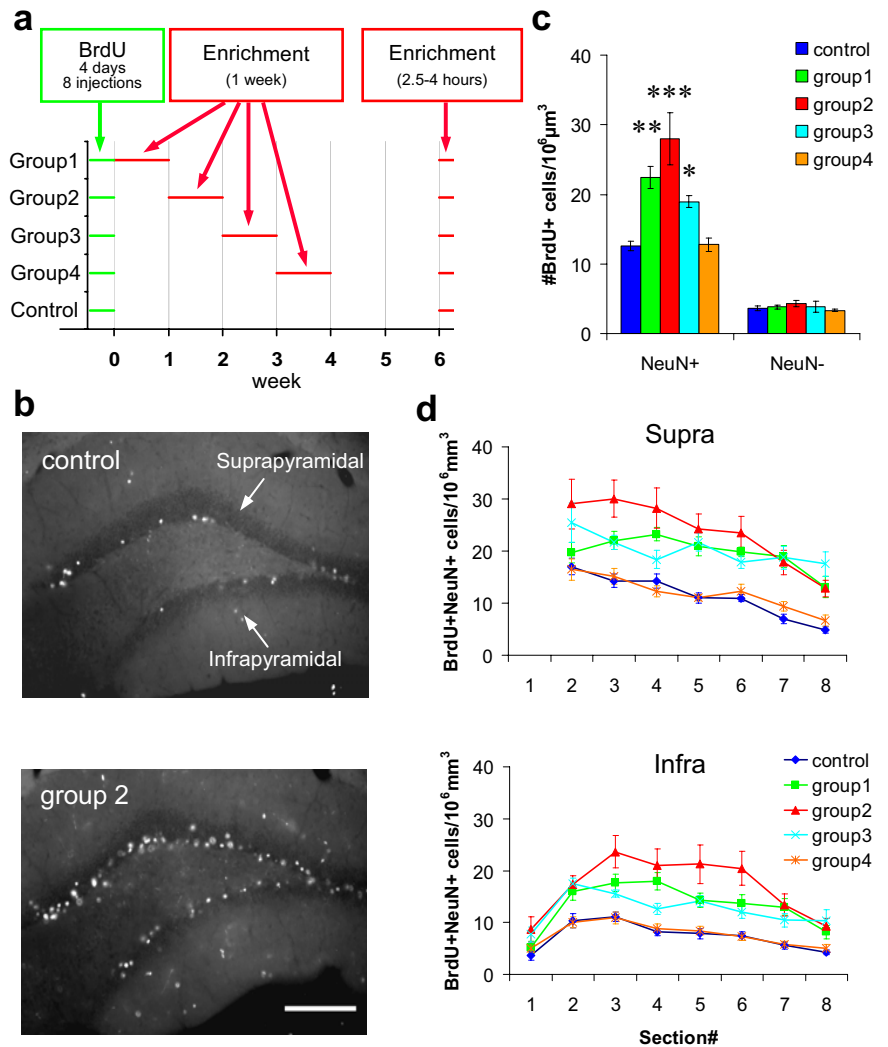 a
BrdU
4 days
8 injections
Enrichment
(1 week)
Enrichment
(2.5-4 hours)
Group1
Group2
Group3
Group4
Control
0 1 2 3 4 5 6
week
b
control
Suprapyramidal
Infrapyramidal
group 2
c
#BrdU+ cells/10⁶µm³
40
30
20
10
0
** *** *
NeuN+ NeuN-
control
group1
group2
group3
group4
d
Supra
BrdU+NeuN+ cells/10⁶mm³
40
30
20
10
0
1 2 3 4 5 6 7 8
Infra
BrdU+NeuN+ cells/10⁶mm³
40
30
20
10
0
1 2 3 4 5 6 7 8
Section#
control
group1
group2
group3
group4